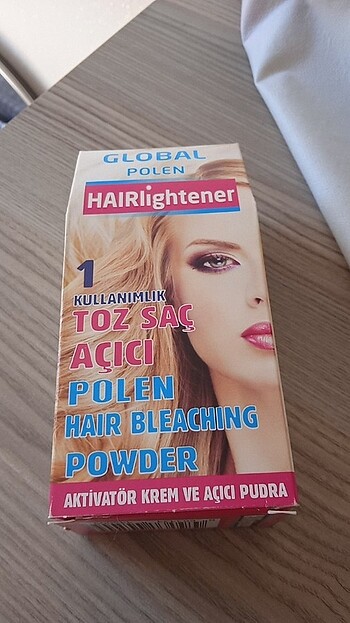 GLOBAL
POLEN
HAIRlightener
1
KULLANIMLIK
TOZ SAÇ
AÇICI
POLEN
HAIR BLEACHING
POWDER
AKTİVATÖR KREM VE AÇICI PUDRA